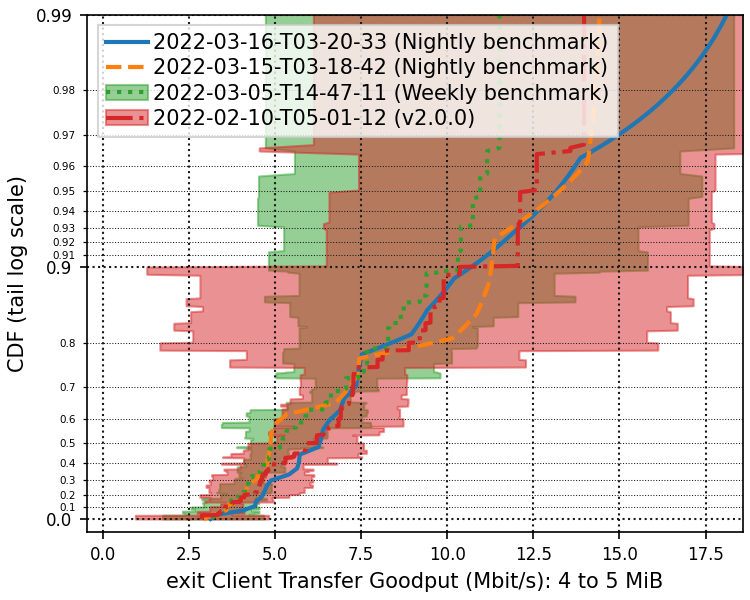 0.99
2022-03-16-T03-20-33 (Nightly benchmark)
2022-03-15-T03-18-42 (Nightly benchmark)
2022-03-05-T14-47-11 (Weekly benchmark)
2022-02-10-T05-01-12 (v2.0.0)
0.98
0.97
0.96
0.95
0.94
0.93
0.92
0.91
0.9
0.8
0.7
0.6
0.5
0.4
0.3
0.2
0.1
0.0
CDF (tail log scale)
0.0 2.5 5.0 7.5 10.0 12.5 15.0 17.5
exit Client Transfer Goodput (Mbit/s): 4 to 5 MiB